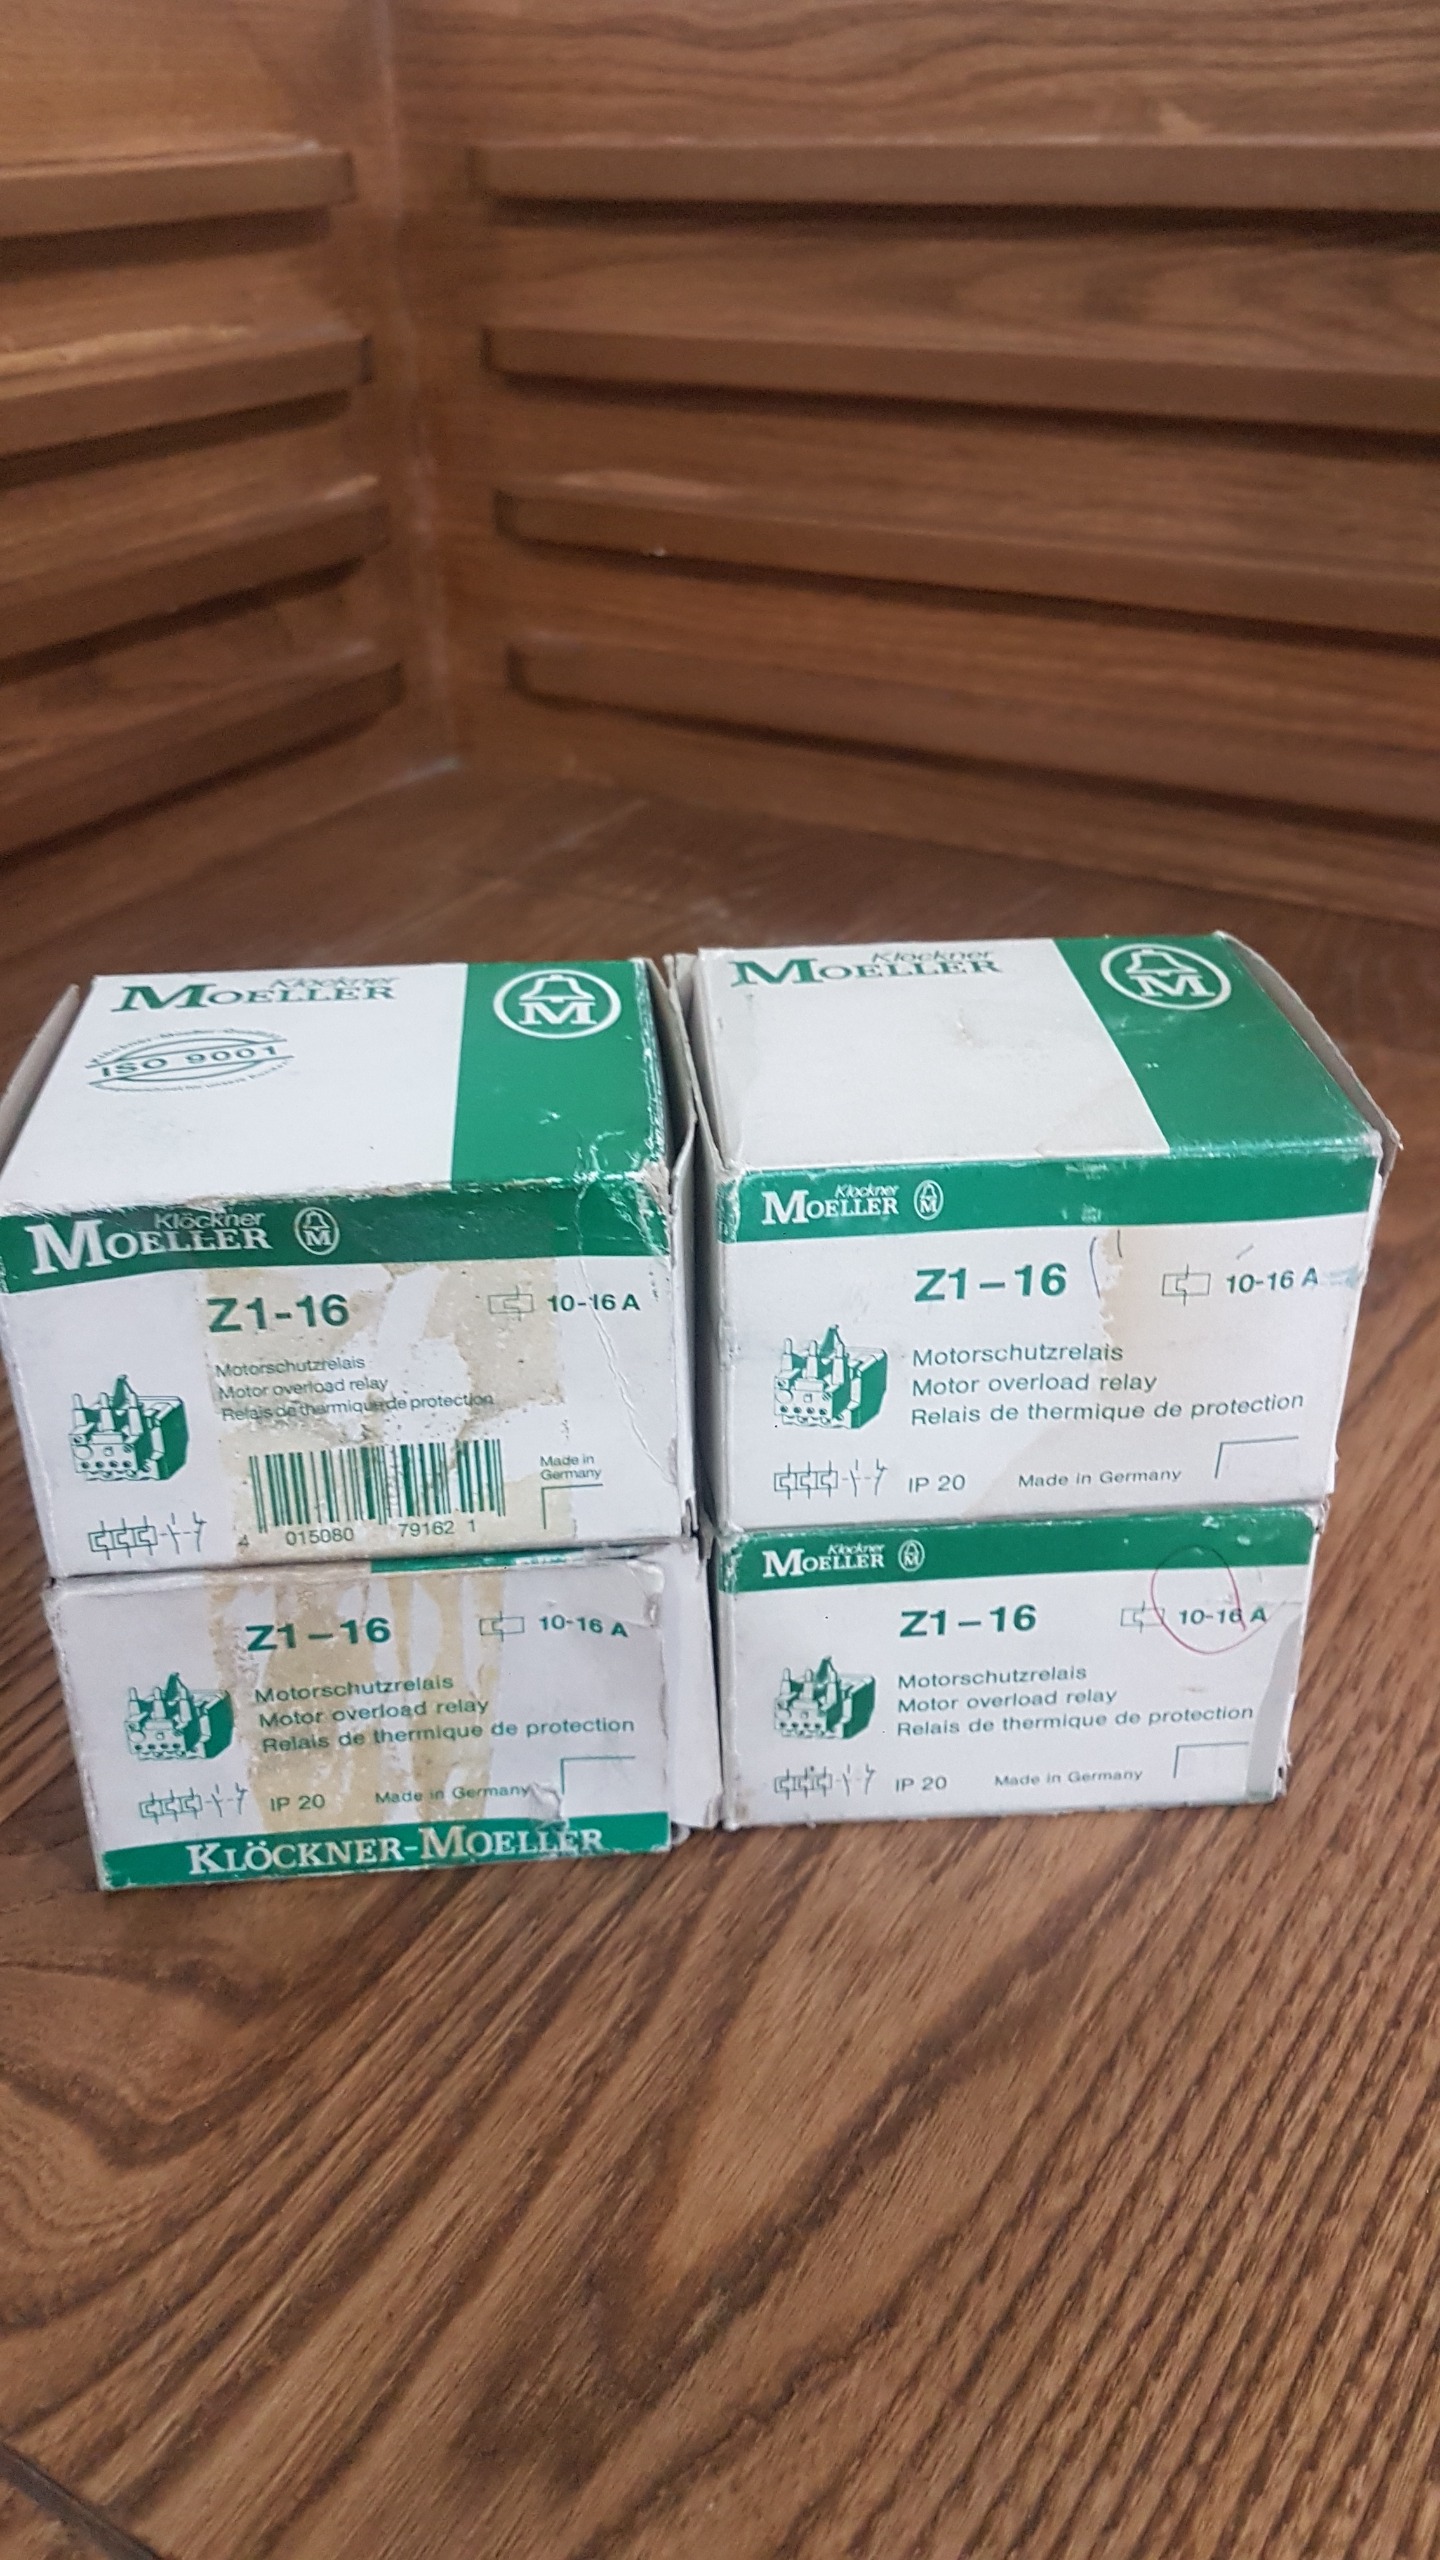 Klöckner
MOELLER
M
ISO 9001
Klöckner
MOELLER
M
Z1-16
10-16 A
Motorschutzrelais
Motor overload relay
Relais de thermique de protection
Made in
Germany
4 015080 79162 1
Z1-16
10-16 A
Motorschutzrelais
Motor overload relay
Relais de thermique de protection
IP 20
Made in Germany
KLÖCKNER-MOELLER
Klöckner
MOELLER
M
Klöckner
MOELLER
M
Z1-16
10-16 A
Motorschutzrelais
Motor overload relay
Relais de thermique de protection
IP 20
Made in Germany
Klöckner
MOELLER
M
Z1-16
10-16 A
Motorschutzrelais
Motor overload relay
Relais de thermique de protection
IP 20
Made in Germany